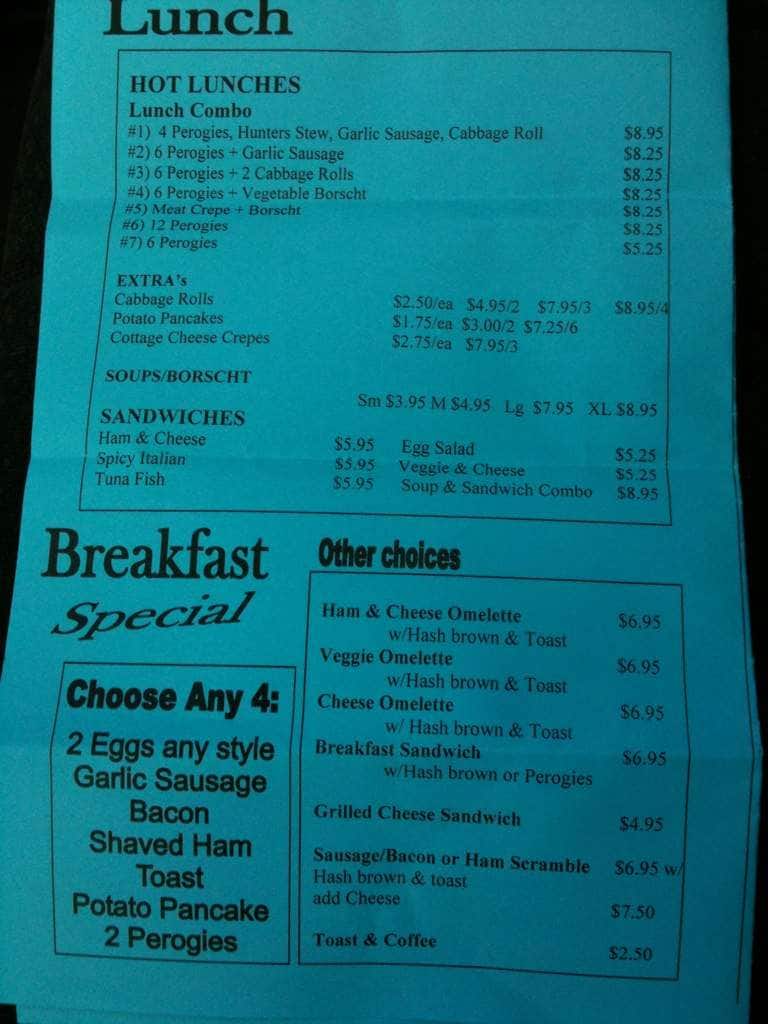 Lunch
HOT LUNCHES
Lunch Combo
#1) 4 Perogies, Hunters Stew, Garlic Sausage, Cabbage Roll $8.95
#2) 6 Perogies + Garlic Sausage $8.25
#3) 6 Perogies + 2 Cabbage Rolls $8.25
#4) 6 Perogies + Vegetable Borscht $8.25
#5) Meat Crepe + Borscht $8.25
#6) 12 Perogies $8.25
#7) 6 Perogies $5.25
EXTRA's
Cabbage Rolls $2.50/ea $4.95/2 $7.95/3 $8.95/4
Potato Pancakes $1.75/ea $3.00/2 $7.25/6
Cottage Cheese Crepes $2.75/ea $7.95/3
SOUPS/BORSCHT
Sm $3.95 M $4.95 Lg $7.95 XL $8.95
SANDWICHES
Ham & Cheese $5.95 Egg Salad $5.25
Spicy Italian $5.95 Veggie & Cheese $5.25
Tuna Fish $5.95 Soup & Sandwich Combo $8.95
Breakfast
Special
Choose Any 4:
2 Eggs any style
Garlic Sausage
Bacon
Shaved Ham
Toast
Potato Pancake
2 Perogies
Other choices
Ham & Cheese Omelette $6.95
w/Hash brown & Toast
Veggie Omelette $6.95
w/Hash brown & Toast
Cheese Omelette $6.95
w/ Hash brown & Toast
Breakfast Sandwich $6.95
w/Hash brown or Perogies
Grilled Cheese Sandwich $4.95
Sausage/Bacon or Ham Scramble $6.95 w/
Hash brown & toast
add Cheese $7.50
Toast & Coffee $2.50